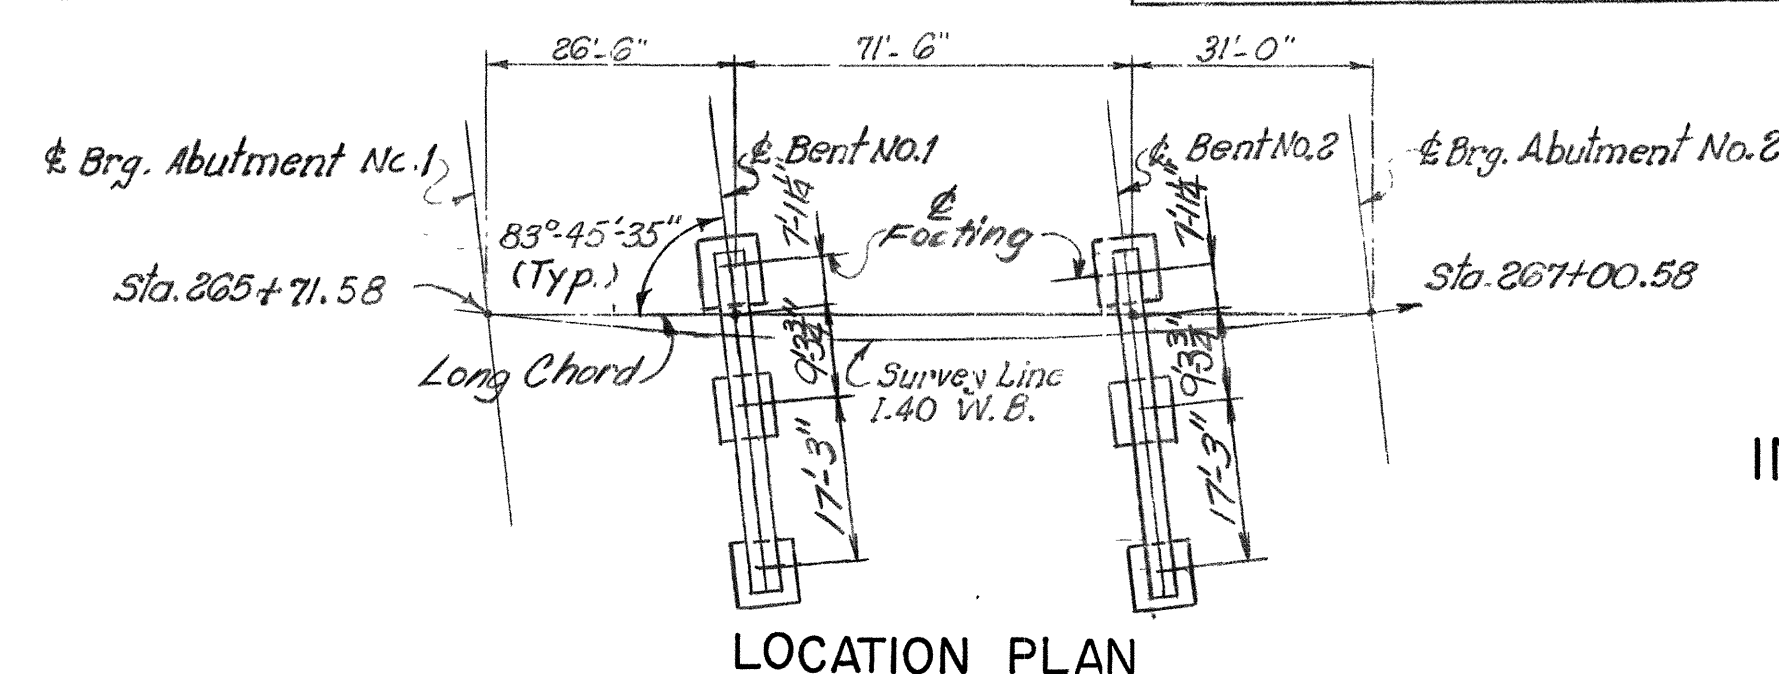 26'-6" 71'-6" 31'-0"
℄ Brg. Abutment No.1
℄ Bent No.1
℄ Bent No.2
℄ Brg. Abutment No.2
83°-45'-35"
(Typ.)
7'-1¼"
℄
Footing
7'-1¼"
Sta. 265+71.58
Sta. 267+00.58
Long Chord
9'-3¾"
Survey Line
I-40 W.B.
9'-3¾"
17'-3"
17'-3"
LOCATION PLAN